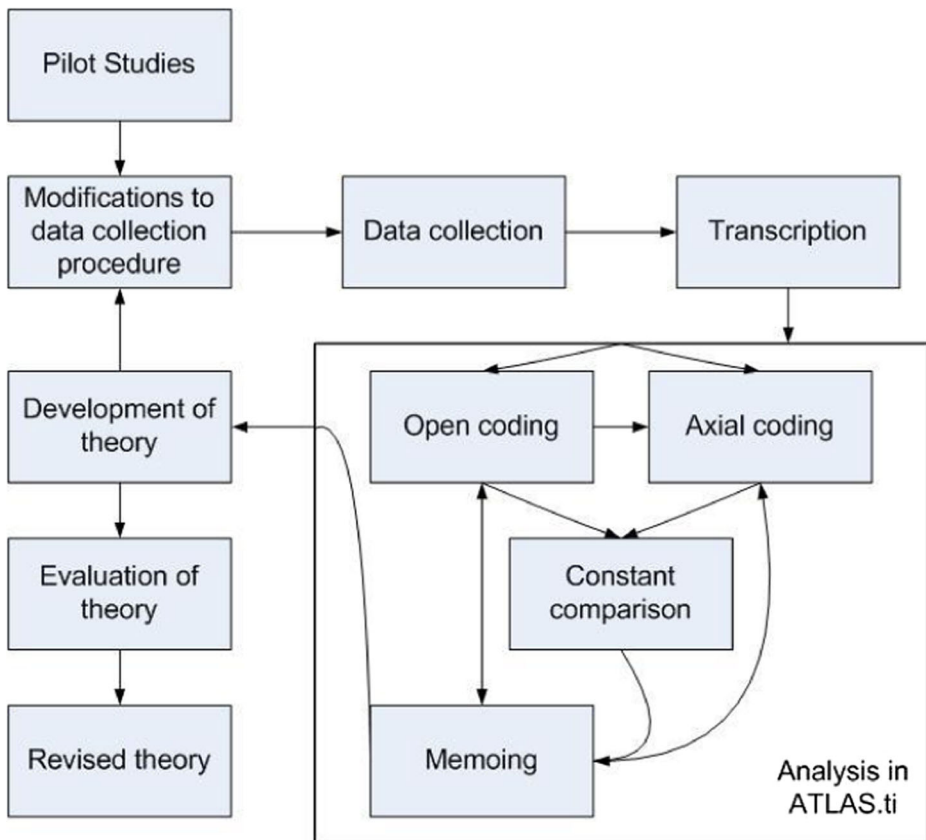 Pilot Studies
Modifications to
data collection
procedure
Data collection
Transcription
Development of
theory
Open coding
Axial coding
Evaluation of
theory
Constant
comparison
Revised theory
Memoing
Analysis in
ATLAS.ti